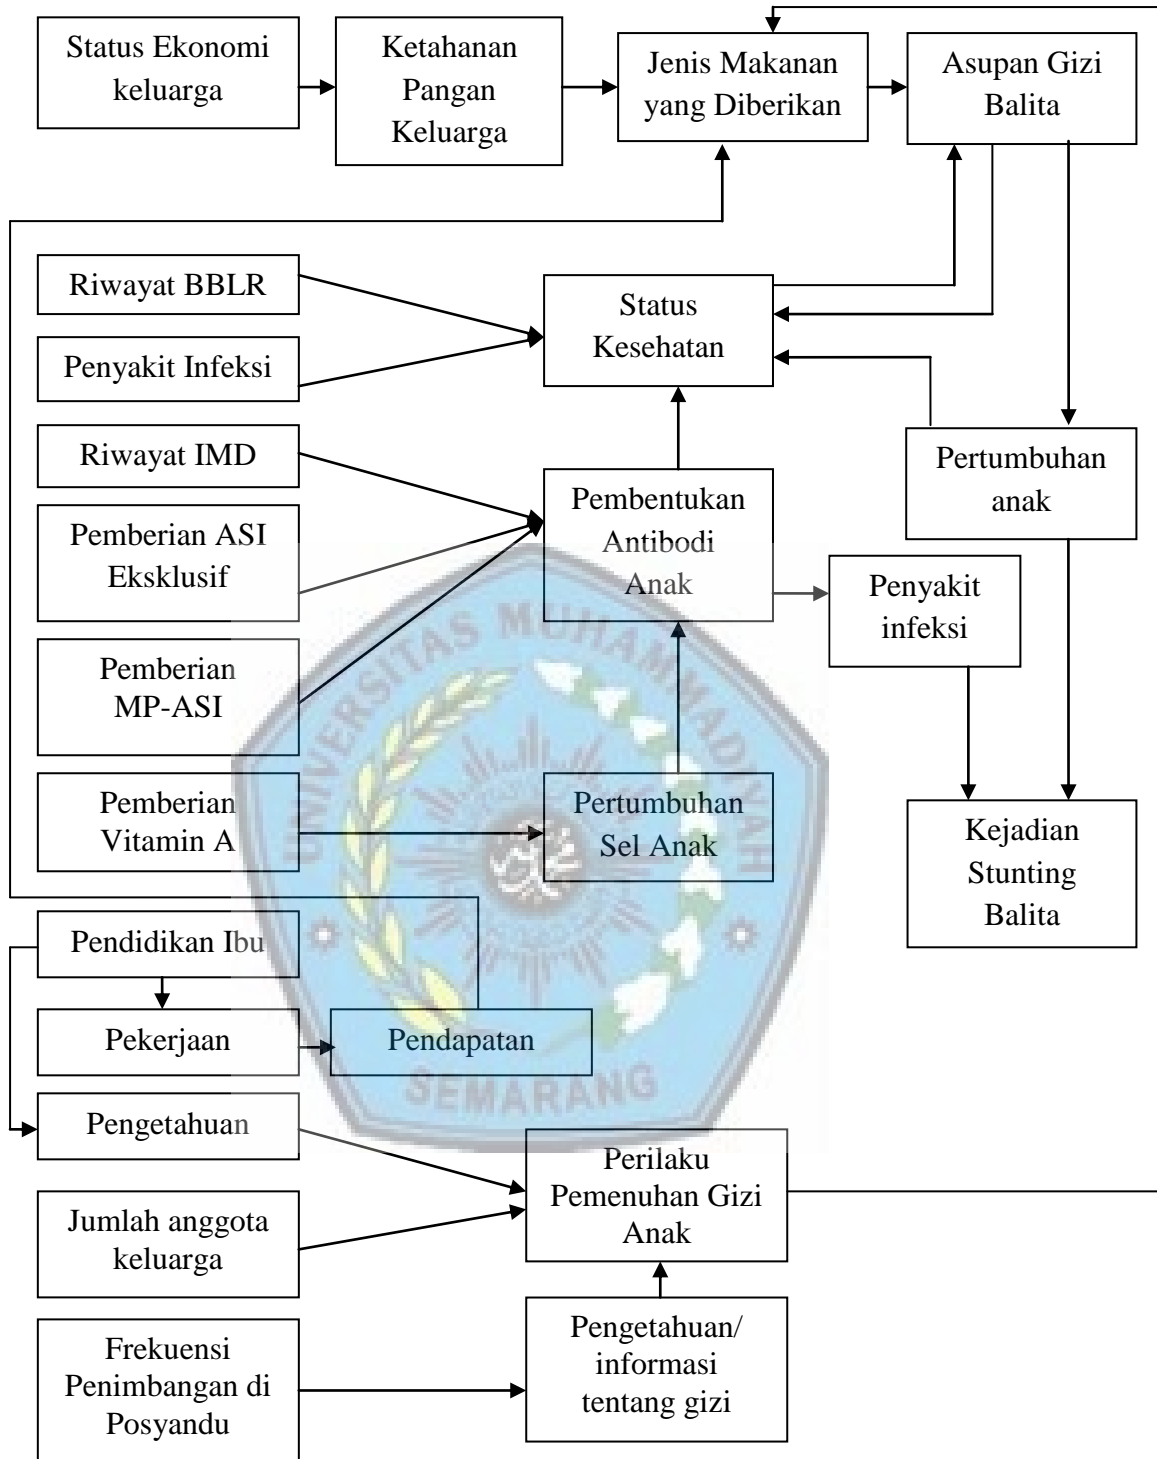 Status Ekonomi
keluarga
Ketahanan
Pangan
Keluarga
Jenis Makanan
yang Diberikan
Asupan Gizi
Balita
Riwayat BBLR
Penyakit Infeksi
Status
Kesehatan
Riwayat IMD
Pemberian ASI
Eksklusif
Pembentukan
Antibodi
Anak
Pertumbuhan
anak
Penyakit
infeksi
Pemberian
MP-ASI
Pemberian
Vitamin A
Pertumbuhan
Sel Anak
Kejadian
Stunting
Balita
Pendidikan Ibu
Pekerjaan
Pendapatan
Pengetahuan
Jumlah anggota
keluarga
Perilaku
Pemenuhan Gizi
Anak
Frekuensi
Penimbangan di
Posyandu
Pengetahuan/
informasi
tentang gizi
UNIVERSITAS MUHAMMADIYAH
SEMARANG